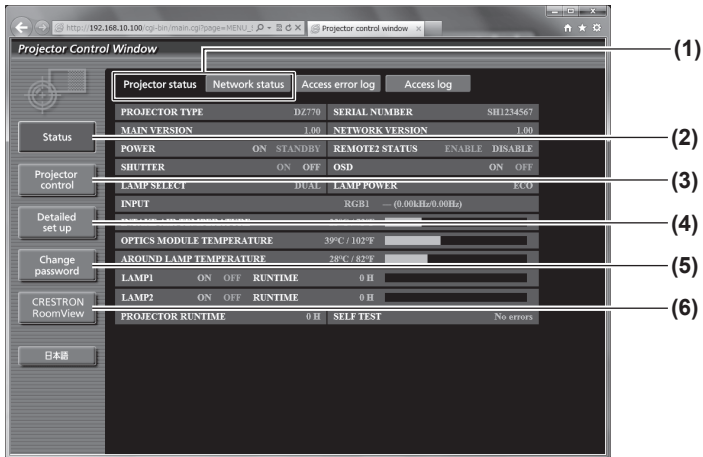 http://192.168.10.100/cgi-bin/main.cgi?page=MENU_ Projector control window
Projector Control Window
(1)
Projector status Network status Access error log Access log
PROJECTOR TYPE DZ770 SERIAL NUMBER SH1234567
MAIN VERSION 1.00 NETWORK VERSION 1.00
Status
(2)
POWER ON STANDBY REMOTE2 STATUS ENABLE DISABLE
SHUTTER ON OFF OSD ON OFF
Projector control
(3)
LAMP SELECT DUAL LAMP POWER ECO
INPUT RGB1 — (0.00kHz/0.00Hz)
Detailed set up
(4)
INTAKE AIR TEMPERATURE
OPTICS MODULE TEMPERATURE 39°C / 102°F
AROUND LAMP TEMPERATURE 28°C / 82°F
Change password
(5)
LAMP1 ON OFF RUNTIME 0 H
LAMP2 ON OFF RUNTIME 0 H
CRESTRON RoomView
(6)
PROJECTOR RUNTIME 0 H SELF TEST No errors
日本語